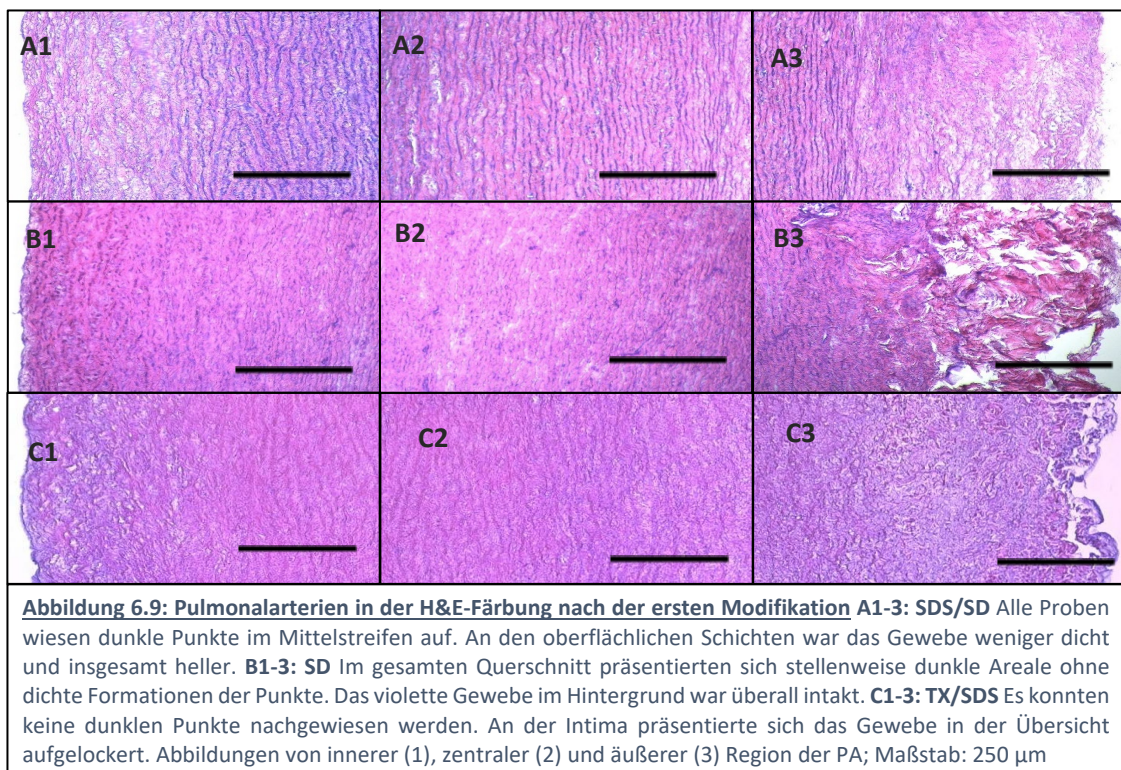 A1
A2
A3
B1
B2
B3
C1
C2
C3
Abbildung 6.9: Pulmonalarterien in der H&E-Färbung nach der ersten Modifikation A1-3: SDS/SD Alle Proben
wiesen dunkle Punkte im Mittelstreifen auf. An den oberflächlichen Schichten war das Gewebe weniger dicht
und insgesamt heller. B1-3: SD Im gesamten Querschnitt präsentierten sich stellenweise dunkle Areale ohne
dichte Formationen der Punkte. Das violette Gewebe im Hintergrund war überall intakt. C1-3: TX/SDS Es konnten
keine dunklen Punkte nachgewiesen werden. An der Intima präsentierte sich das Gewebe in der Übersicht
aufgelockert. Abbildungen von innerer (1), zentraler (2) und äußerer (3) Region der PA; Maßstab: 250 µm